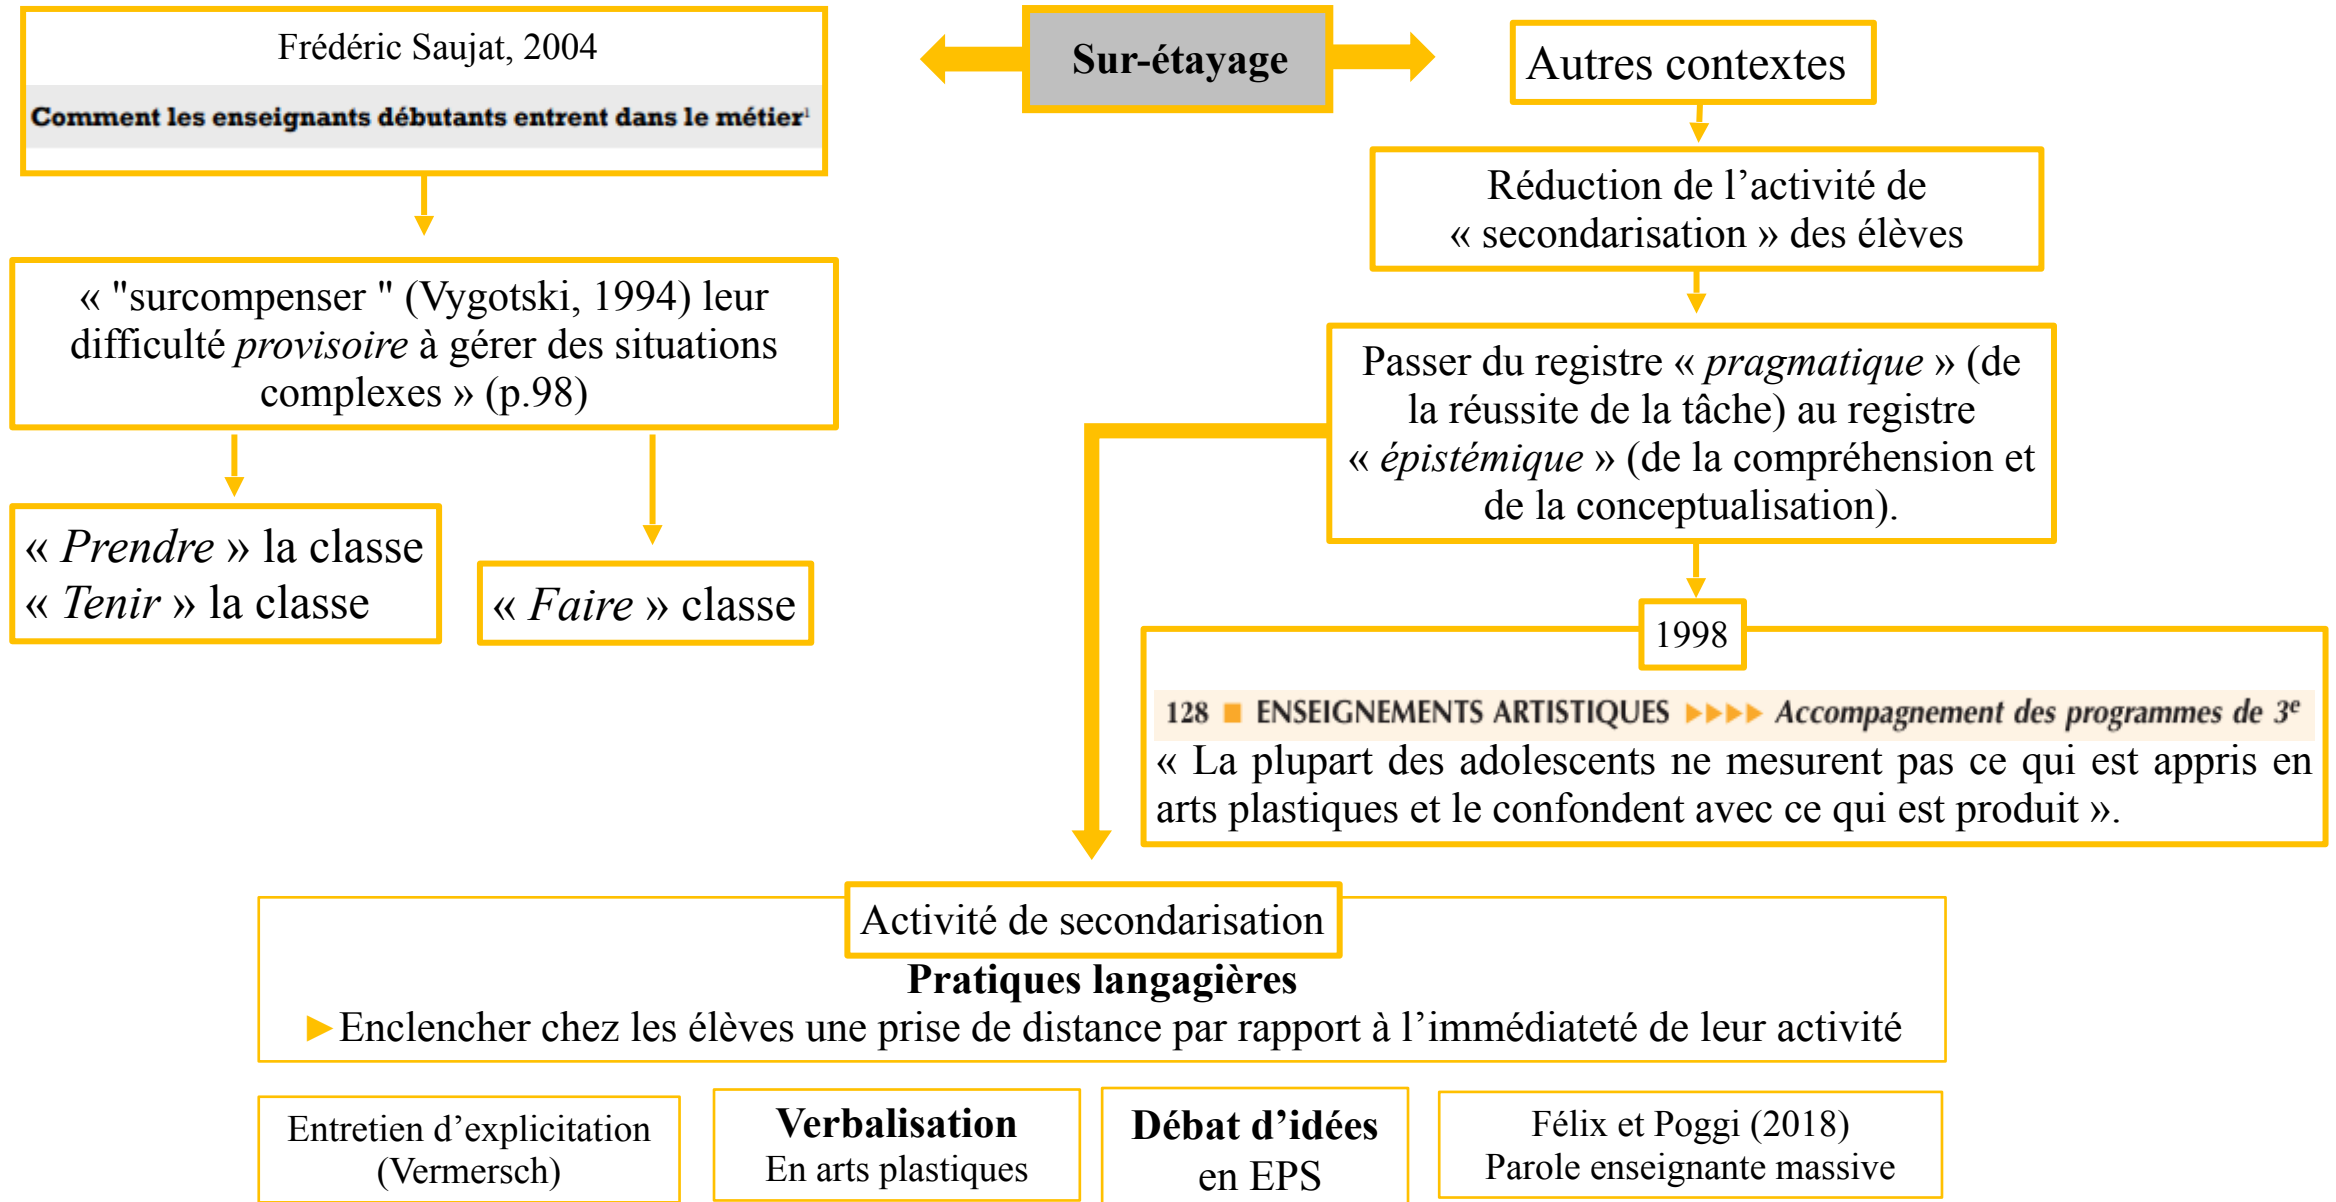 Frédéric Saujat, 2004
Comment les enseignants débutants entrent dans le métier¹
« "surcompenser " (Vygotski, 1994) leur
difficulté provisoire à gérer des situations
complexes » (p.98)
« Prendre » la classe
« Tenir » la classe
« Faire » classe
Sur-étayage
Autres contextes
Réduction de l’activité de
« secondarisation » des élèves
Passer du registre « pragmatique » (de
la réussite de la tâche) au registre
« épistémique » (de la compréhension et
de la conceptualisation).
1998
128 ■ ENSEIGNEMENTS ARTISTIQUES ►►►► Accompagnement des programmes de 3e
« La plupart des adolescents ne mesurent pas ce qui est appris en
arts plastiques et le confondent avec ce qui est produit ».
Activité de secondarisation
Pratiques langagières
►Enclencher chez les élèves une prise de distance par rapport à l’immédiateté de leur activité
Entretien d’explicitation
(Vermersch)
Verbalisation
En arts plastiques
Débat d’idées
en EPS
Félix et Poggi (2018)
Parole enseignante massive